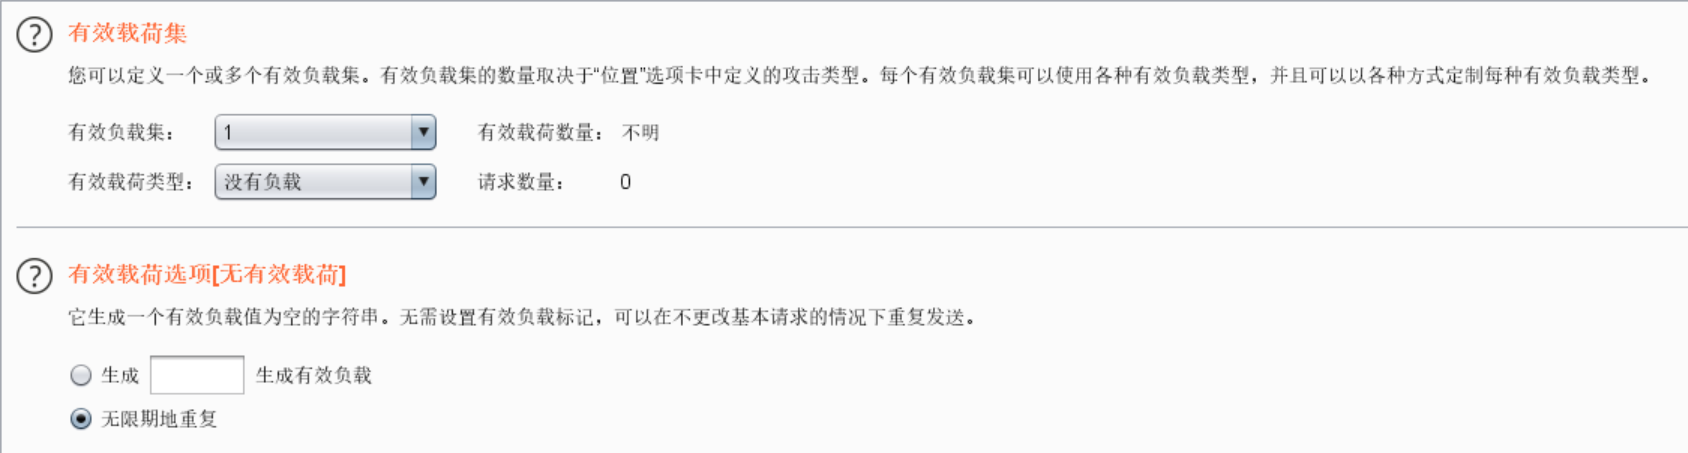 有效载荷集
您可以定义一个或多个有效负载集。有效负载集的数量取决于“位置”选项卡中定义的攻击类型。每个有效负载集可以使用各种有效负载类型，并且可以以各种方式定制每种有效负载类型。
有效负载集： 1 有效载荷数量： 不明
有效载荷类型： 没有负载 请求数量： 0
有效载荷选项[无有效载荷]
它生成一个有效负载值为空的字符串。无需设置有效负载标记，可以在不更改基本请求的情况下重复发送。
生成 生成有效负载
无限期地重复